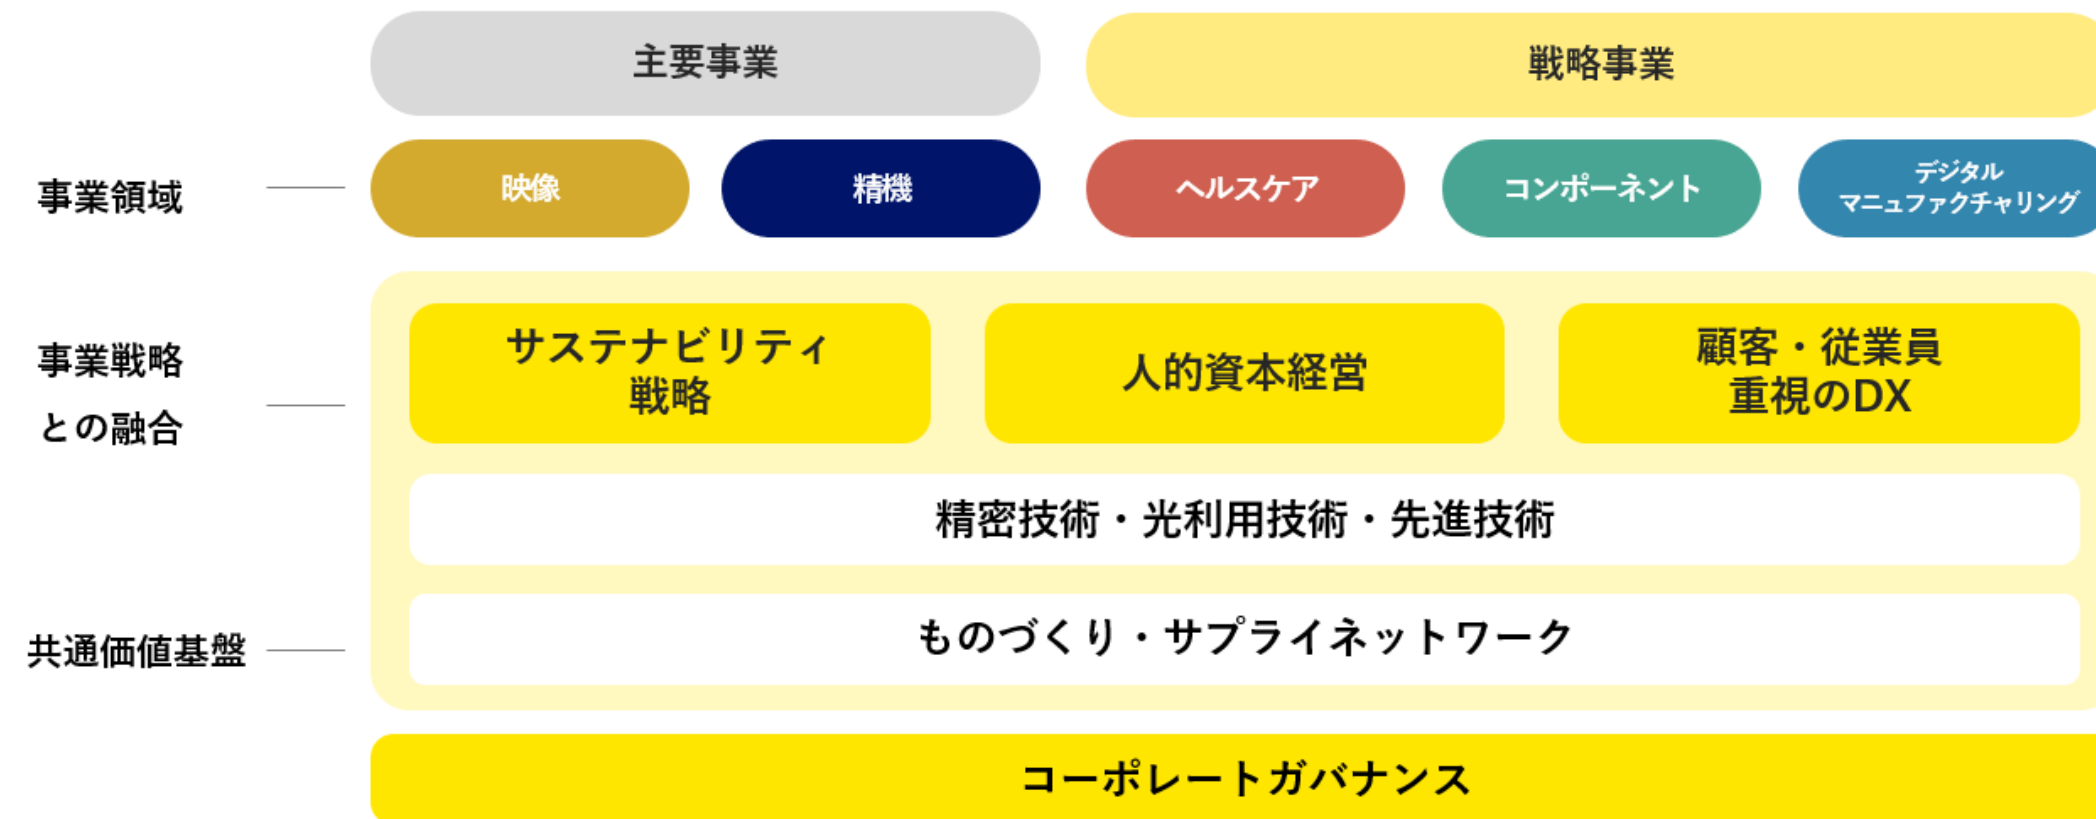 主要事業
戦略事業
事業領域
映像
精機
ヘルスケア
コンポーネント
デジタル
マニュファクチャリング
事業戦略
との融合
サステナビリティ
戦略
人的資本経営
顧客・従業員
重視のDX
精密技術・光利用技術・先進技術
共通価値基盤
ものづくり・サプライネットワーク
コーポレートガバナンス